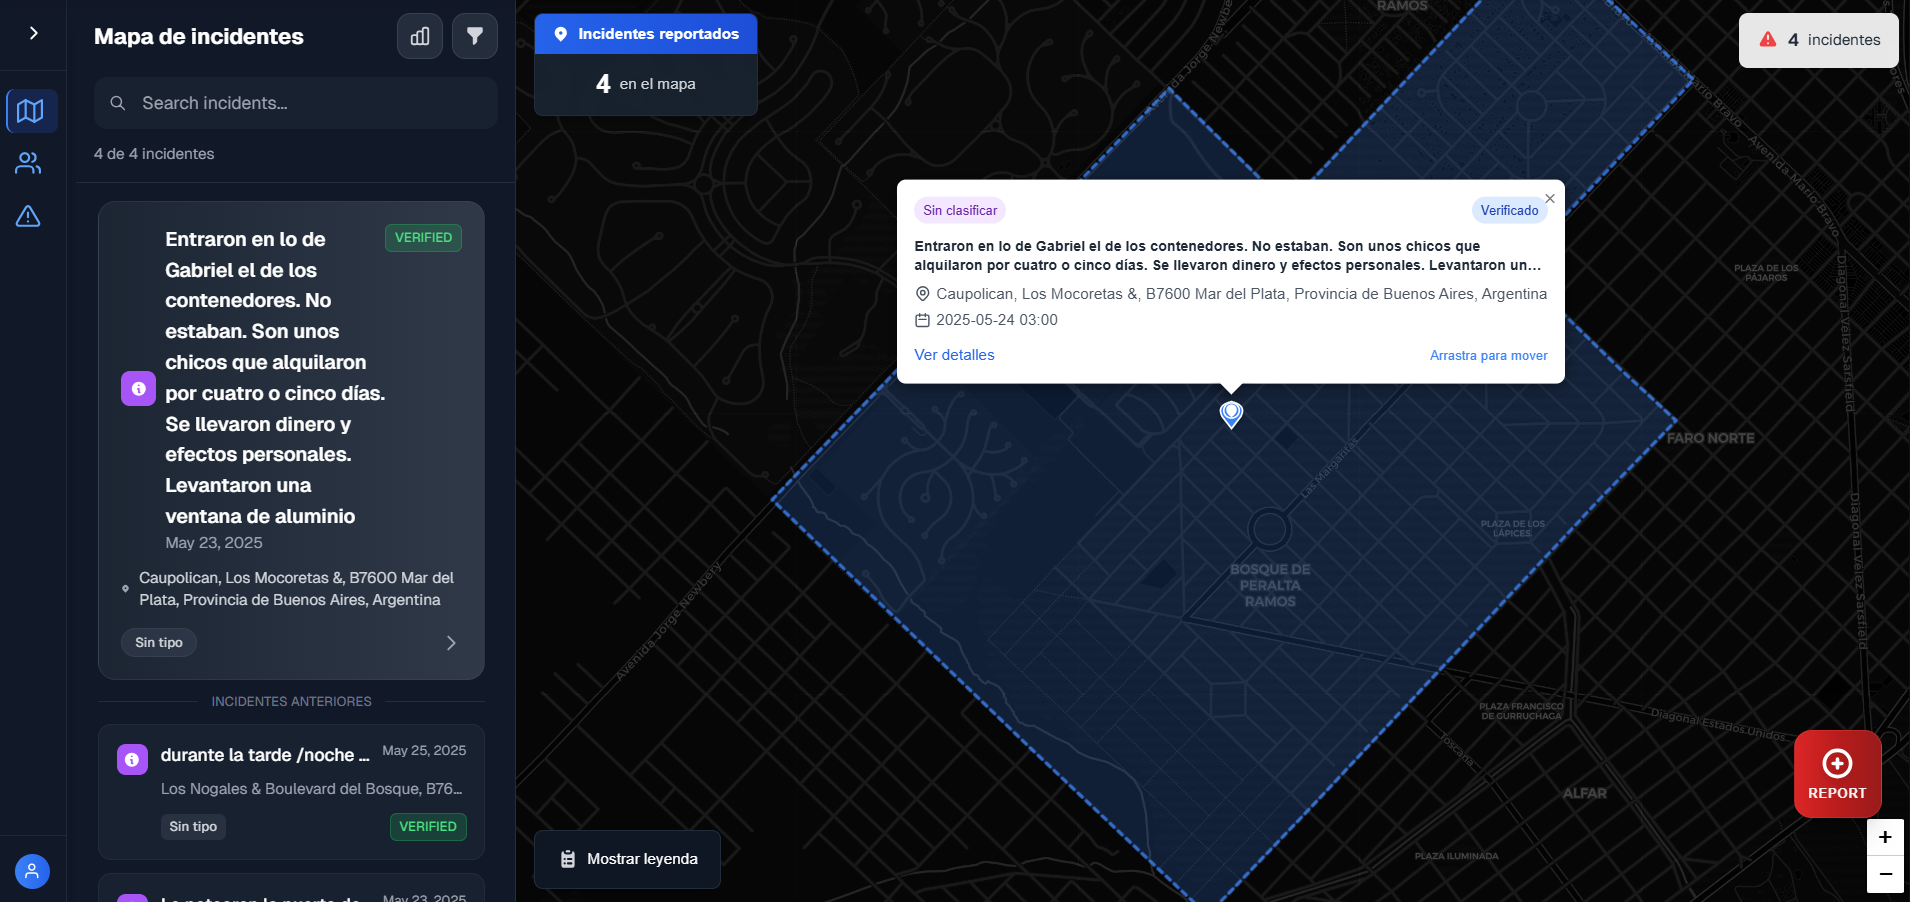 Mapa de incidentes
Search incidents...
4 de 4 incidentes
Entraron en lo de
Gabriel el de los
contenedores. No
estaban. Son unos
chicos que alquilaron
por cuatro o cinco días.
Se llevaron dinero y
efectos personales.
Levantaron una
ventana de aluminio
VERIFIED
May 23, 2025
Caupolican, Los Mocoretas &, B7600 Mar del
Plata, Provincia de Buenos Aires, Argentina
Sin tipo
INCIDENTES ANTERIORES
durante la tarde /noche ...
May 25, 2025
Los Nogales & Boulevard del Bosque, B76...
Sin tipo
VERIFIED
May 23, 2025
Incidentes reportados
4 en el mapa
4 incidentes
Sin clasificar
Verificado
Entraron en lo de Gabriel el de los contenedores. No estaban. Son unos chicos que
alquilaron por cuatro o cinco días. Se llevaron dinero y efectos personales. Levantaron un...
Caupolican, Los Mocoretas &, B7600 Mar del Plata, Provincia de Buenos Aires, Argentina
2025-05-24 03:00
Ver detalles
Arrastra para mover
RAMOS
Avenida Jorge Newbery
Avenida Mario Bravo
Avenida Mario Bravo
PLAZA DE LOS
PÁJAROS
Diagonal Vélez Sarsfield
FARO NORTE
Las Margaritas
PLAZA DE LOS
LÁPICES
Diagonal Vélez Sarsfield
BOSQUE DE
PERALTA
RAMOS
Avenida Jorge Newbery
PLAZA FRANCISCO
DE GURRUCHAGA
Diagonal Estados Unidos
Toscana
ALFAR
PLAZA ILUMINADA
Mostrar leyenda
REPORT
+
−